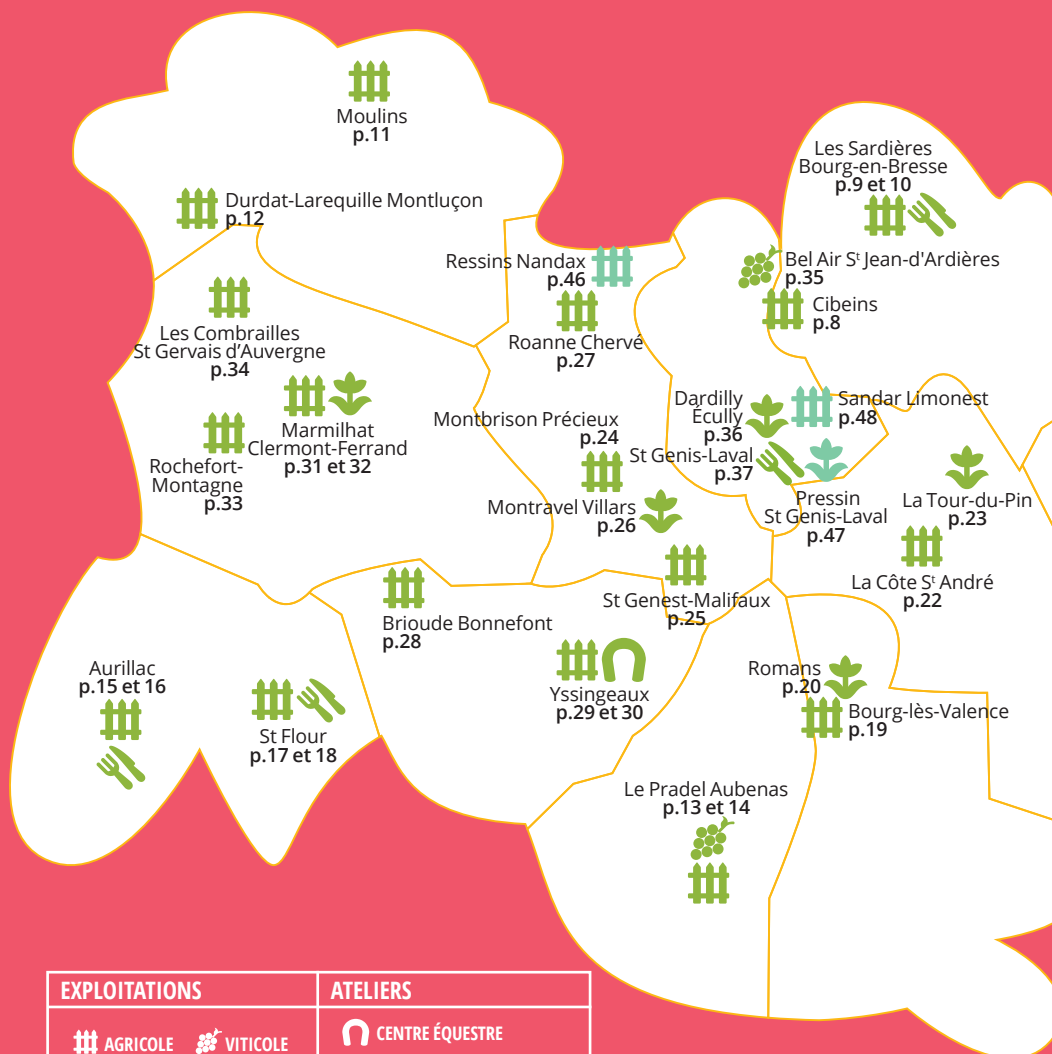 Moulins
p.11
Les Sardières
Bourg-en-Bresse
p.9 et 10
Durdat-Larequille Montluçon
p.12
Ressins Nandax
p.46
Bel Air St Jean-d'Ardières
p.35
Cibeins
p.8
Roanne Chervé
p.27
Les Combrailles
St Gervais d'Auvergne
p.34
Marmilhat
Clermont-Ferrand
p.31 et 32
Rochefort-
Montagne
p.33
Montbrison Précieux
p.24
Dardilly
Écully
p.36
Sandar Limonest
p.48
St Genis-Laval
p.37
Pressin
St Genis-Laval
p.47
Montravel Villars
p.26
La Tour-du-Pin
p.23
La Côte St André
p.22
St Genest-Malifaux
p.25
Brioude Bonnefont
p.28
Yssingeaux
p.29 et 30
Aurillac
p.15 et 16
St Flour
p.17 et 18
Romans
p.20
Bourg-lès-Valence
p.19
Le Pradel Aubenas
p.13 et 14
EXPLOITATIONS
AGRICOLE
VITICOLE
ATELIERS
CENTRE ÉQUESTRE